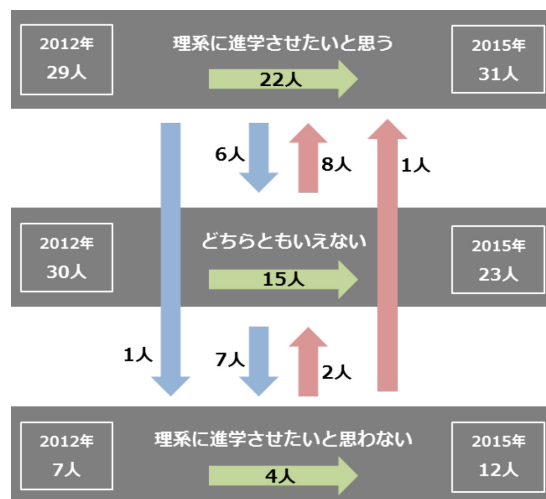 2012年
29人
理系に進学させたいと思う
22人
2015年
31人
6人
8人
1人
2012年
30人
どちらともいえない
15人
2015年
23人
1人
7人
2人
2012年
7人
理系に進学させたいと思わない
4人
2015年
12人